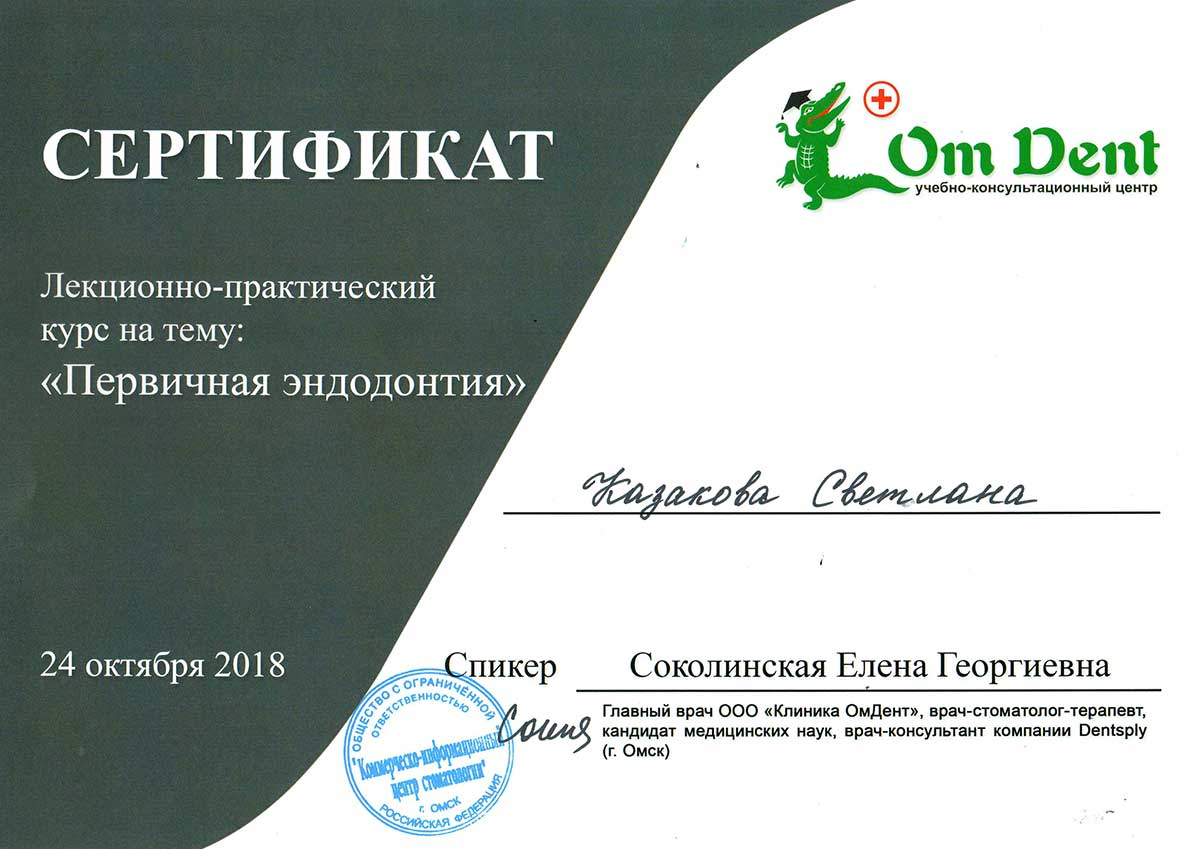 СЕРТИФИКАТ
Om Dent
учебно-консультационный центр
Лекционно-практический
курс на тему:
«Первичная эндодонтия»
Казакова Светлана
24 октября 2018
Спикер
Соколинская Елена Георгиевна
Главный врач ООО «Клиника ОмДент», врач-стоматолог-терапевт,
кандидат медицинских наук, врач-консультант компании Dentsply
(г. Омск)
ОБЩЕСТВО С ОГРАНИЧЕННОЙ
ОТВЕТСТВЕННОСТЬЮ
"Коммерческо-информационный
центр стоматологии"
г. ОМСК
РОССИЙСКАЯ ФЕДЕРАЦИЯ